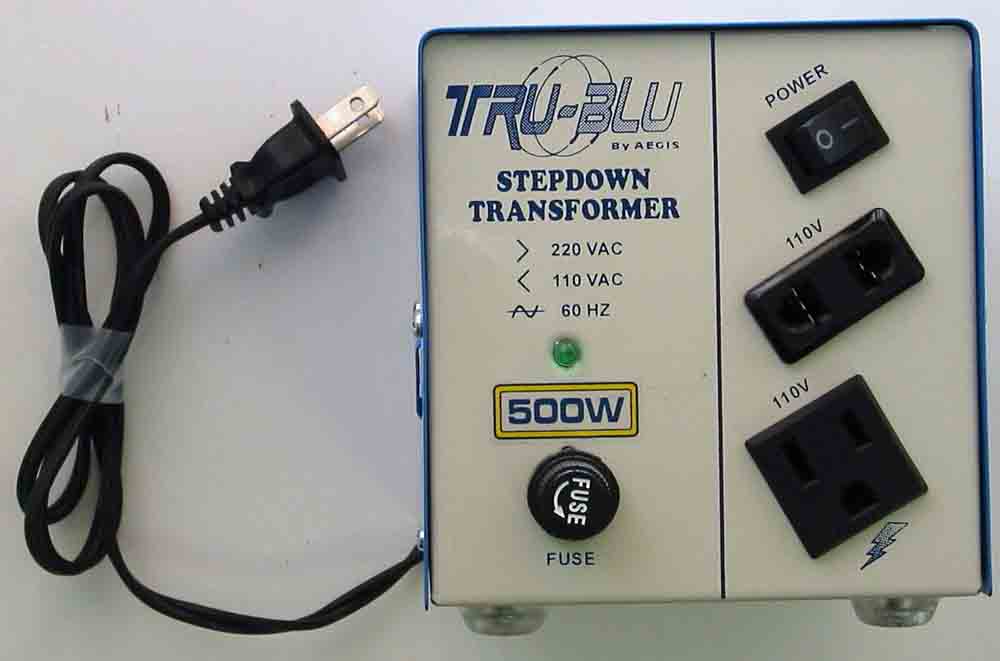 TRU-BLU
By AEGIS
STEPDOWN
TRANSFORMER
220 VAC
110 VAC
60 HZ
500W
FUSE
FUSE
POWER
110V
110V